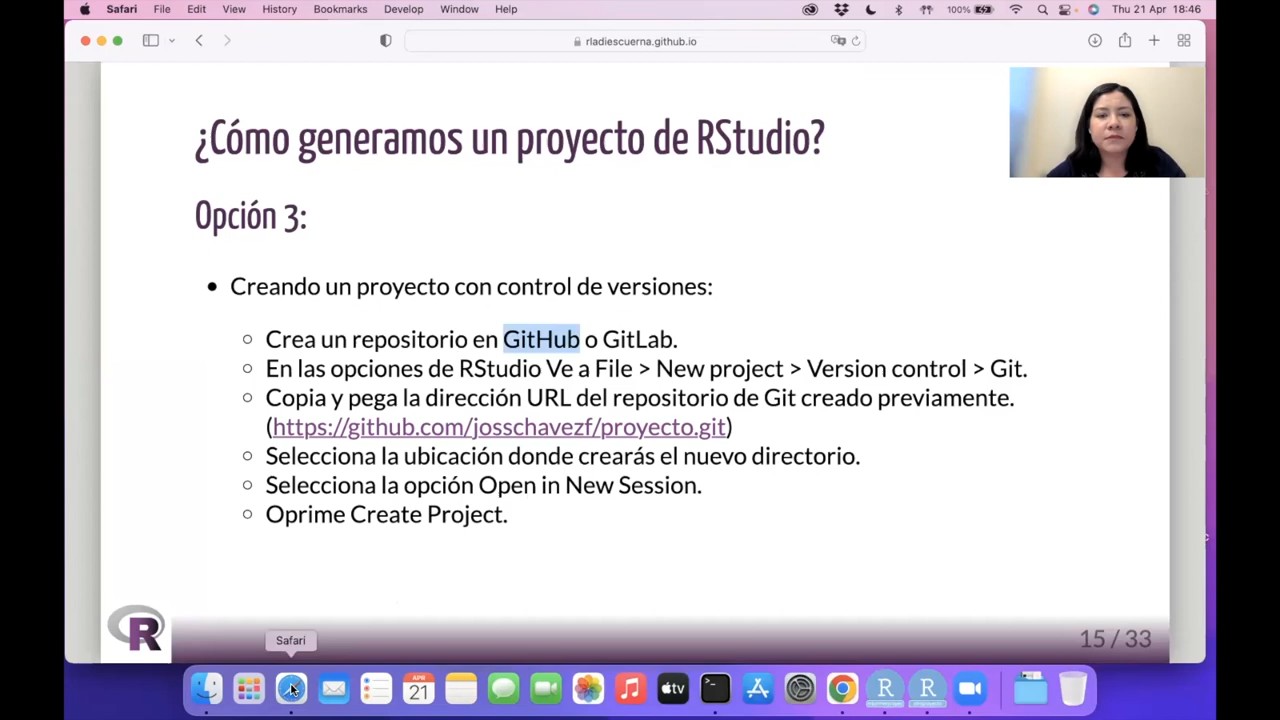 Safari File Edit View History Bookmarks Develop Window Help 100% Thu 21 Apr 18:46
rladiescuerna.github.io
¿Cómo generamos un proyecto de RStudio?
Opción 3:
Creando un proyecto con control de versiones:
Crea un repositorio en GitHub o GitLab.
En las opciones de RStudio Ve a File > New project > Version control > Git.
Copia y pega la dirección URL del repositorio de Git creado previamente.
(https://github.com/josschavezf/proyecto.git)
Selecciona la ubicación donde crearás el nuevo directorio.
Selecciona la opción Open in New Session.
Oprime Create Project.
R
15 / 33
Safari
APR
21
tv
>_
R
R